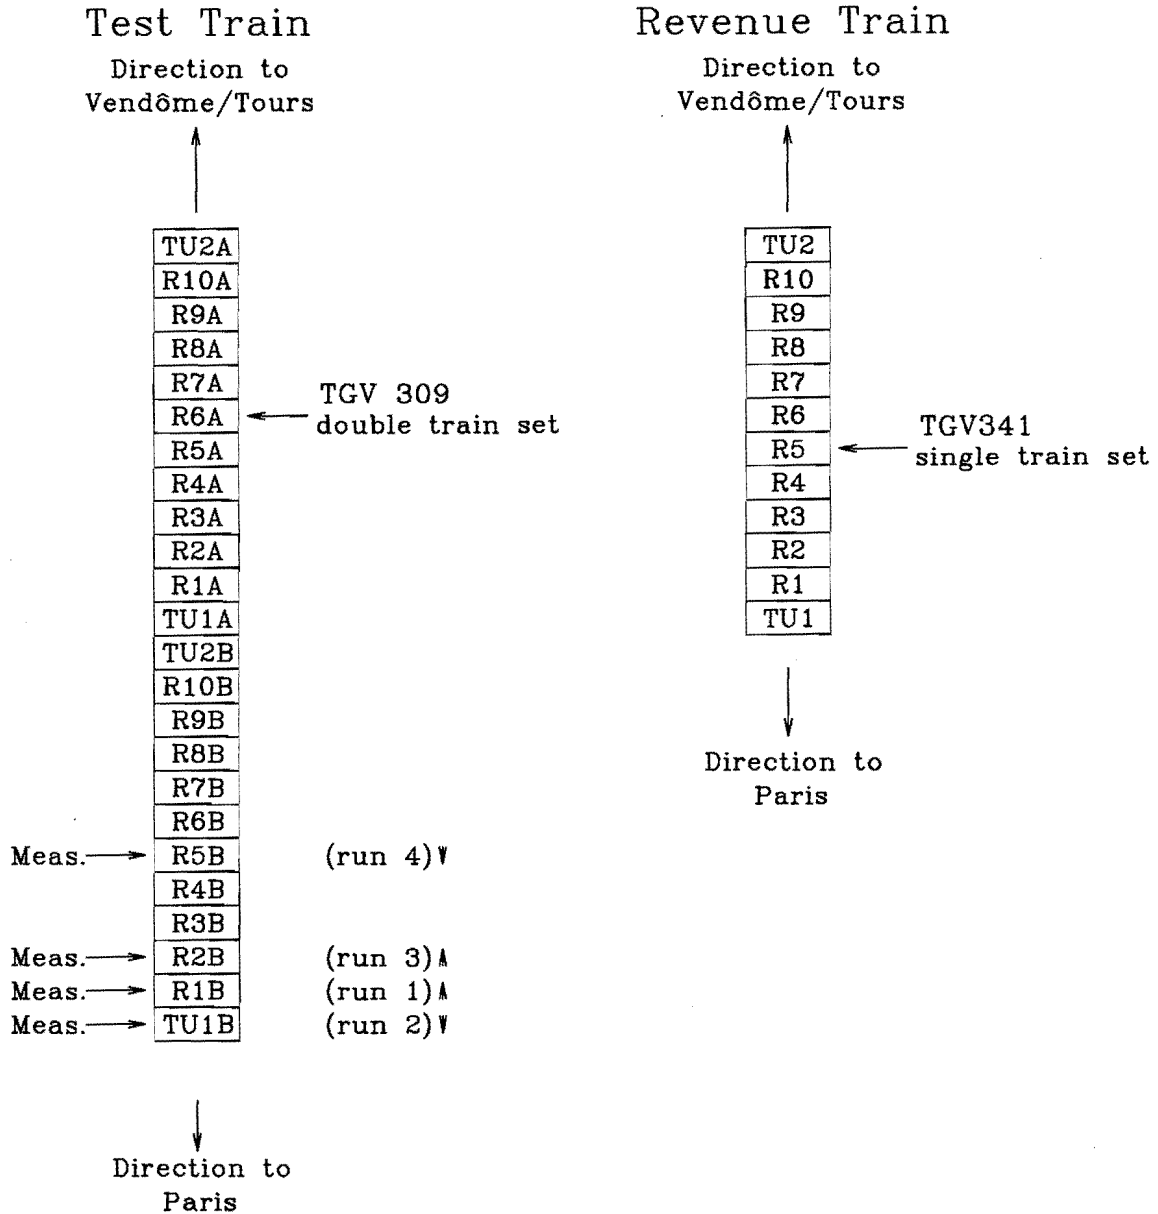 Test Train
Direction to
Vendôme/Tours
TU2A
R10A
R9A
R8A
R7A
R6A
R5A
R4A
R3A
R2A
R1A
TU1A
TU2B
R10B
R9B
R8B
R7B
R6B
R5B
R4B
R3B
R2B
R1B
TU1B
TGV 309
double train set
Meas.
(run 4)
Meas.
(run 3)
Meas.
(run 1)
Meas.
(run 2)
Direction to
Paris
Revenue Train
Direction to
Vendôme/Tours
TU2
R10
R9
R8
R7
R6
R5
R4
R3
R2
R1
TU1
TGV341
single train set
Direction to
Paris